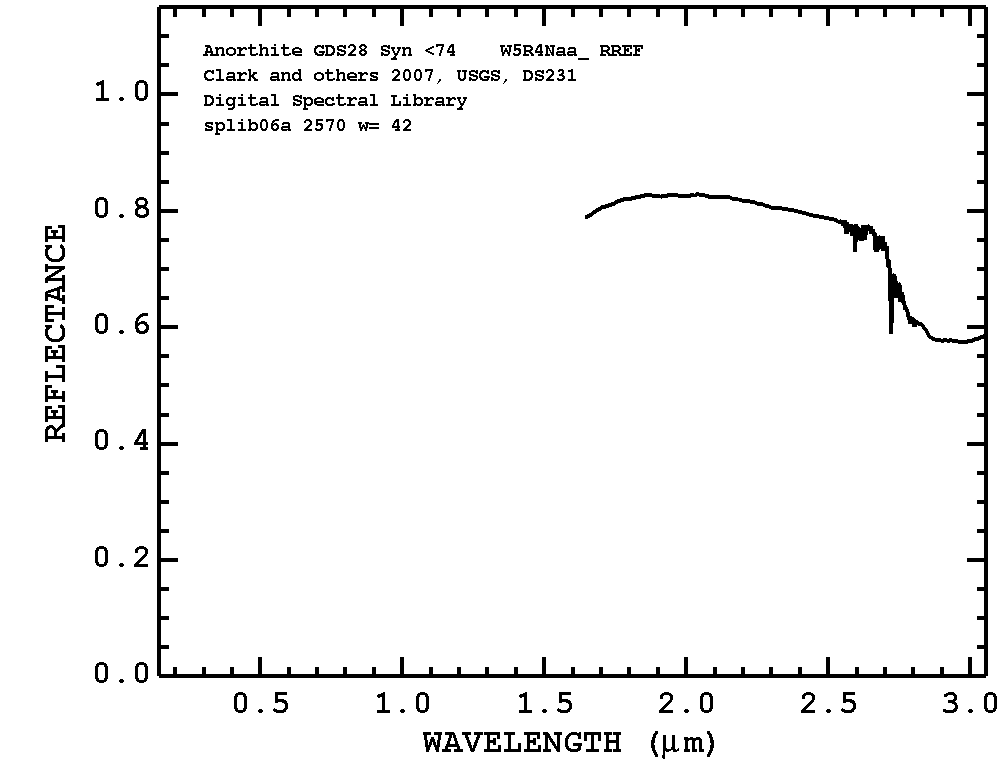 Anorthite GDS28 Syn <74 W5R4Naa_ RREF
Clark and others 2007, USGS, DS231
Digital Spectral Library
splib06a 2570 w= 42
1.0
0.8
0.6
0.4
0.2
0.0
REFLECTANCE
0.5 1.0 1.5 2.0 2.5 3.0
WAVELENGTH (μm)